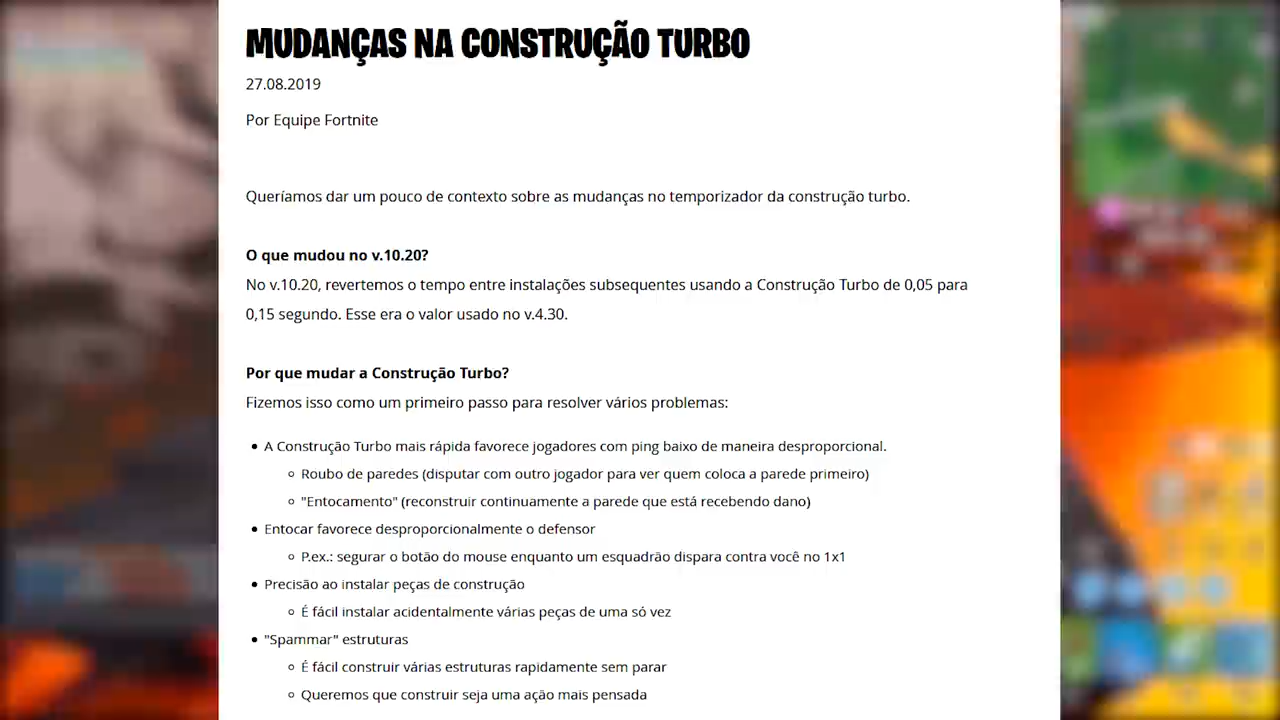 MUDANÇAS NA CONSTRUÇÃO TURBO
27.08.2019
Por Equipe Fortnite
Queríamos dar um pouco de contexto sobre as mudanças no temporizador da construção turbo.
O que mudou no v.10.20?
No v.10.20, revertemos o tempo entre instalações subsequentes usando a Construção Turbo de 0,05 para
0,15 segundo. Esse era o valor usado no v.4.30.
Por que mudar a Construção Turbo?
Fizemos isso como um primeiro passo para resolver vários problemas:
• A Construção Turbo mais rápida favorece jogadores com ping baixo de maneira desproporcional.
◦ Roubo de paredes (disputar com outro jogador para ver quem coloca a parede primeiro)
◦ "Entocamento" (reconstruir continuamente a parede que está recebendo dano)
• Entocar favorece desproporcionalmente o defensor
◦ P.ex.: segurar o botão do mouse enquanto um esquadrão dispara contra você no 1x1
• Precisão ao instalar peças de construção
◦ É fácil instalar acidentalmente várias peças de uma só vez
• "Spammar" estruturas
◦ É fácil construir várias estruturas rapidamente sem parar
◦ Queremos que construir seja uma ação mais pensada